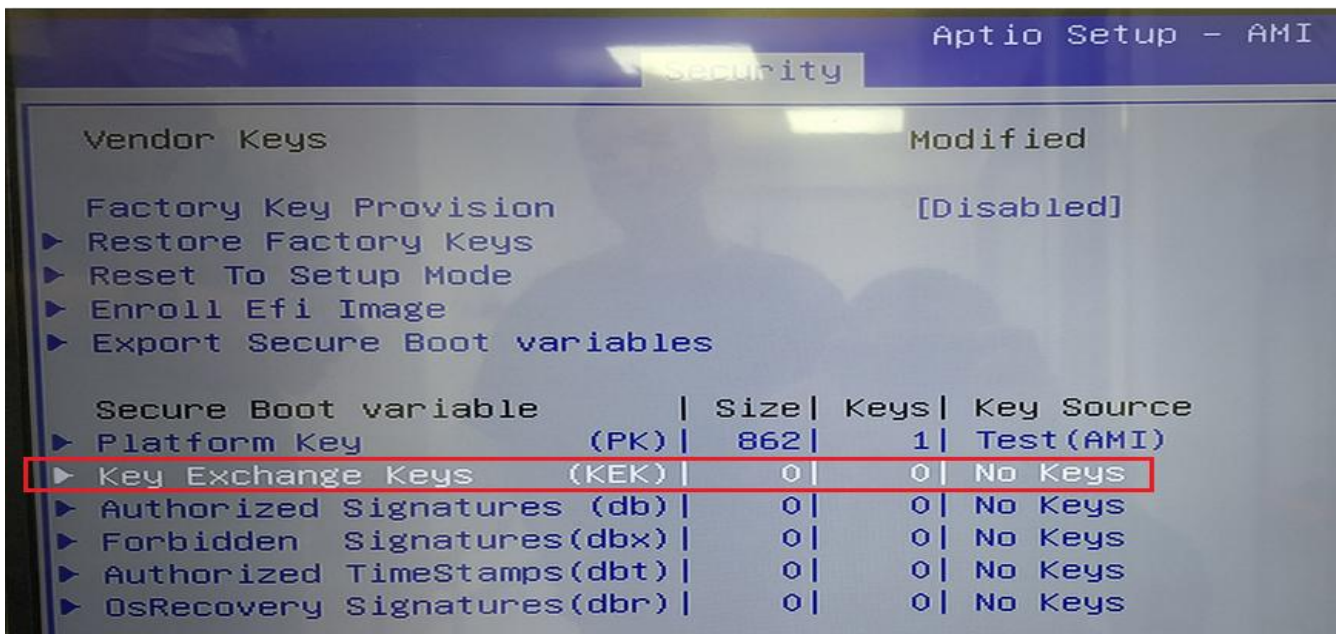 Aptio Setup – AMI
Security
Vendor Keys Modified
Factory Key Provision [Disabled]
► Restore Factory Keys
► Reset To Setup Mode
► Enroll Efi Image
► Export Secure Boot variables
Secure Boot variable | Size| Keys| Key Source
► Platform Key (PK)| 862| 1| Test(AMI)
► Key Exchange Keys (KEK)| 0| 0| No Keys
► Authorized Signatures (db)| 0| 0| No Keys
► Forbidden Signatures(dbx)| 0| 0| No Keys
► Authorized TimeStamps(dbt)| 0| 0| No Keys
► OsRecovery Signatures(dbr)| 0| 0| No Keys